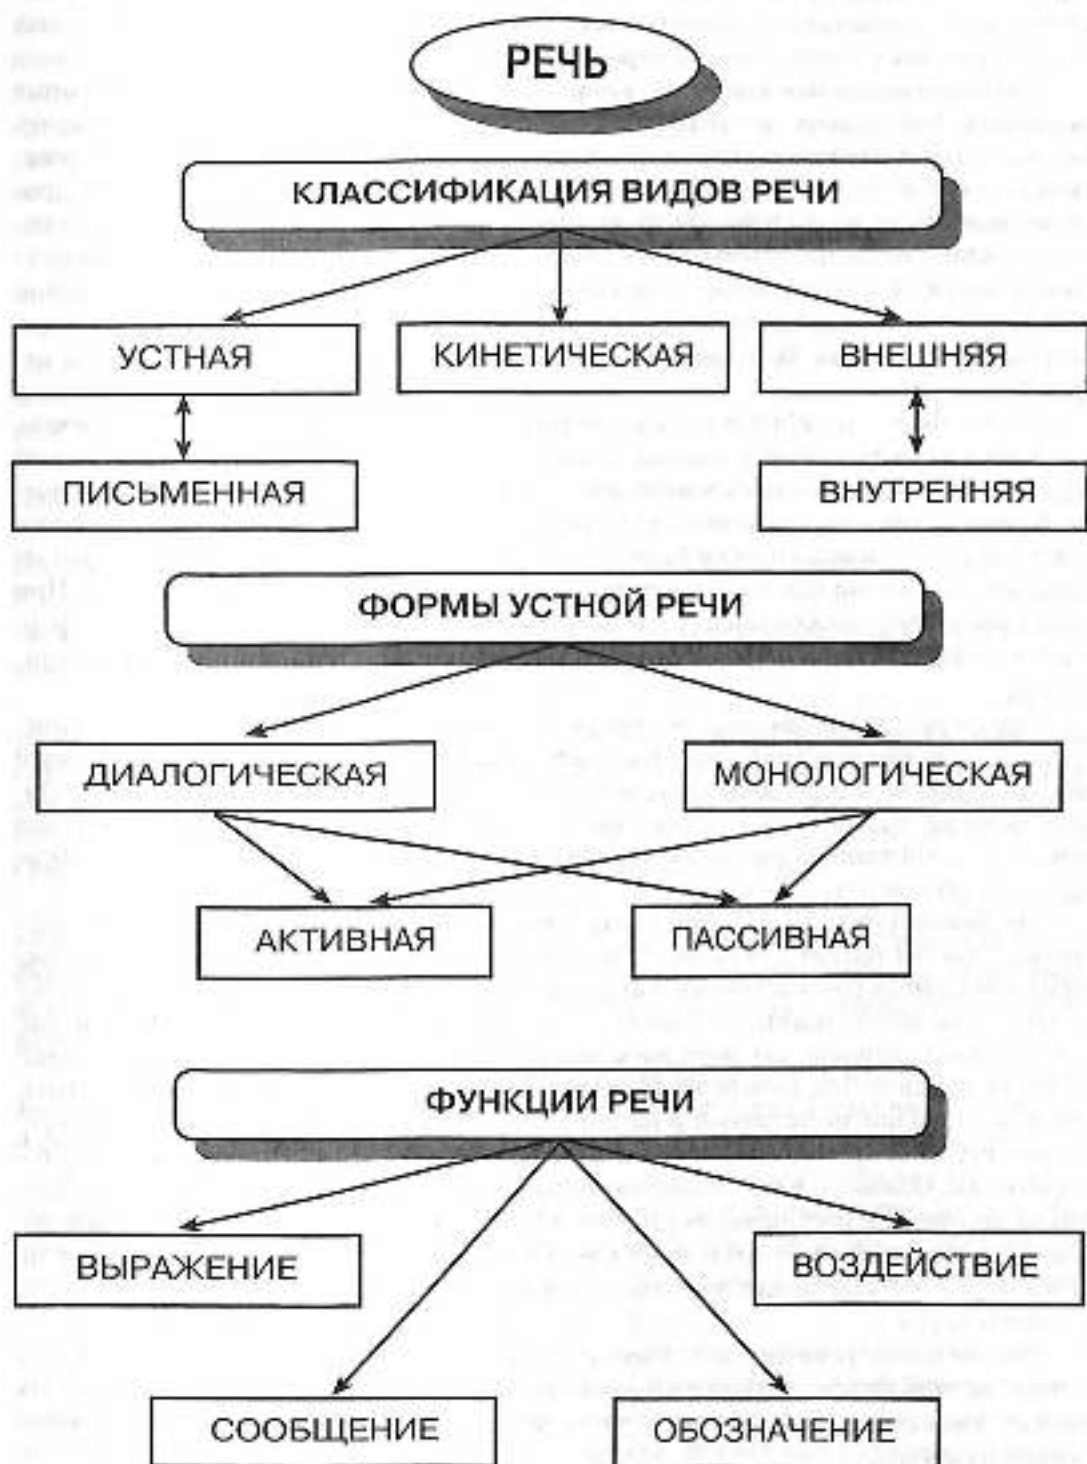 РЕЧЬ
КЛАССИФИКАЦИЯ ВИДОВ РЕЧИ
УСТНАЯ
КИНЕТИЧЕСКАЯ
ВНЕШНЯЯ
ПИСЬМЕННАЯ
ВНУТРЕННЯЯ
ФОРМЫ УСТНОЙ РЕЧИ
ДИАЛОГИЧЕСКАЯ
МОНОЛОГИЧЕСКАЯ
АКТИВНАЯ
ПАССИВНАЯ
ФУНКЦИИ РЕЧИ
ВЫРАЖЕНИЕ
ВОЗДЕЙСТВИЕ
СООБЩЕНИЕ
ОБОЗНАЧЕНИЕ